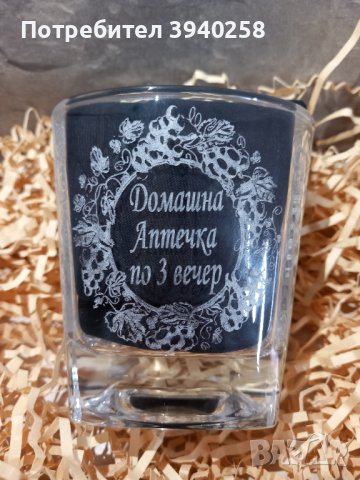 Потребител 3940258
Домашна
Аптечка
по 3 вечер